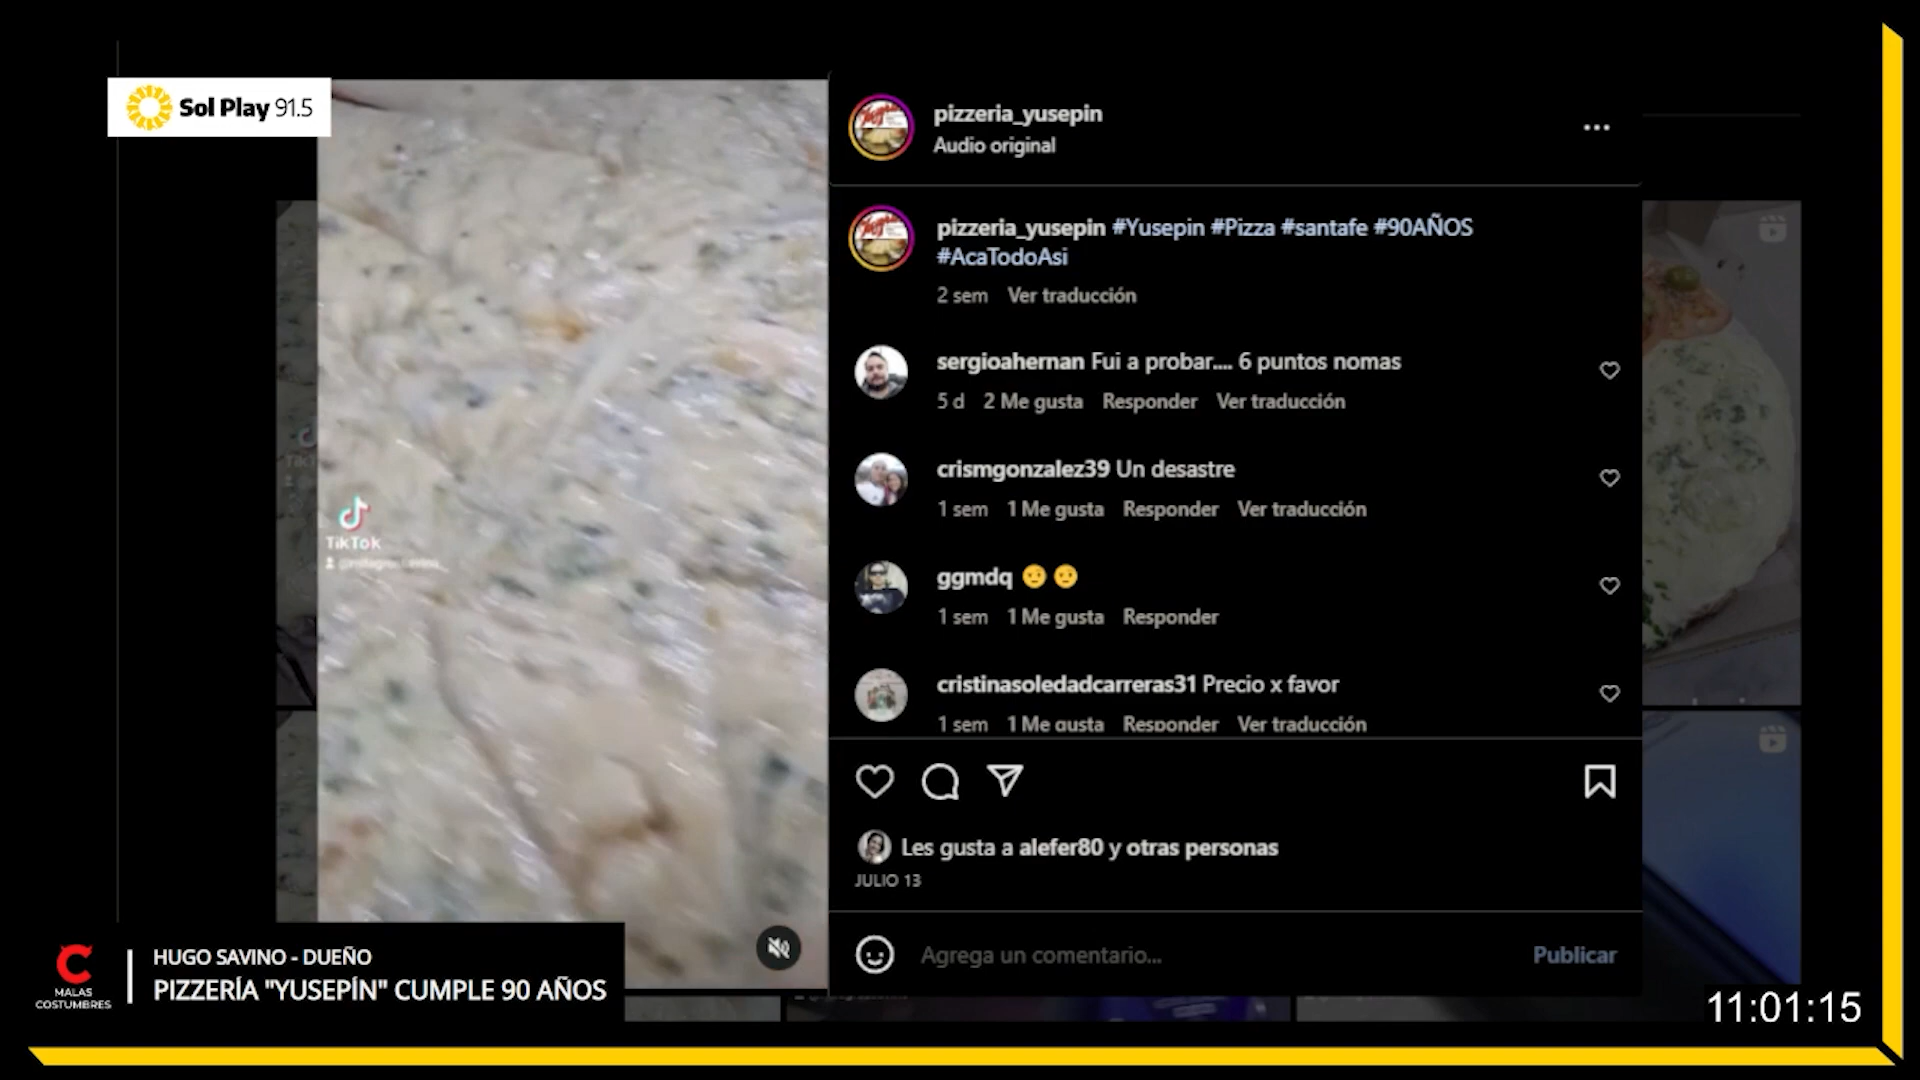 Sol Play 91.5
pizzeria_yusepin
Audio original
pizzeria_yusepin #Yusepin #Pizza #santafe #90AÑOS
#AcaTodoAsi
2 sem Ver traducción
sergioahernan Fui a probar.... 6 puntos nomas
5 d 2 Me gusta Responder Ver traducción
crismgonzalez39 Un desastre
1 sem 1 Me gusta Responder Ver traducción
ggmdq
1 sem 1 Me gusta Responder
cristinasoledadcarreras31 Precio x favor
1 sem 1 Me gusta Responder Ver traducción
TikTok
Les gusta a alefer80 y otras personas
JULIO 13
Agrega un comentario...
Publicar
MALAS
COSTUMBRES
HUGO SAVINO - DUEÑO
PIZZERÍA "YUSEPÍN" CUMPLE 90 AÑOS
11:01:15